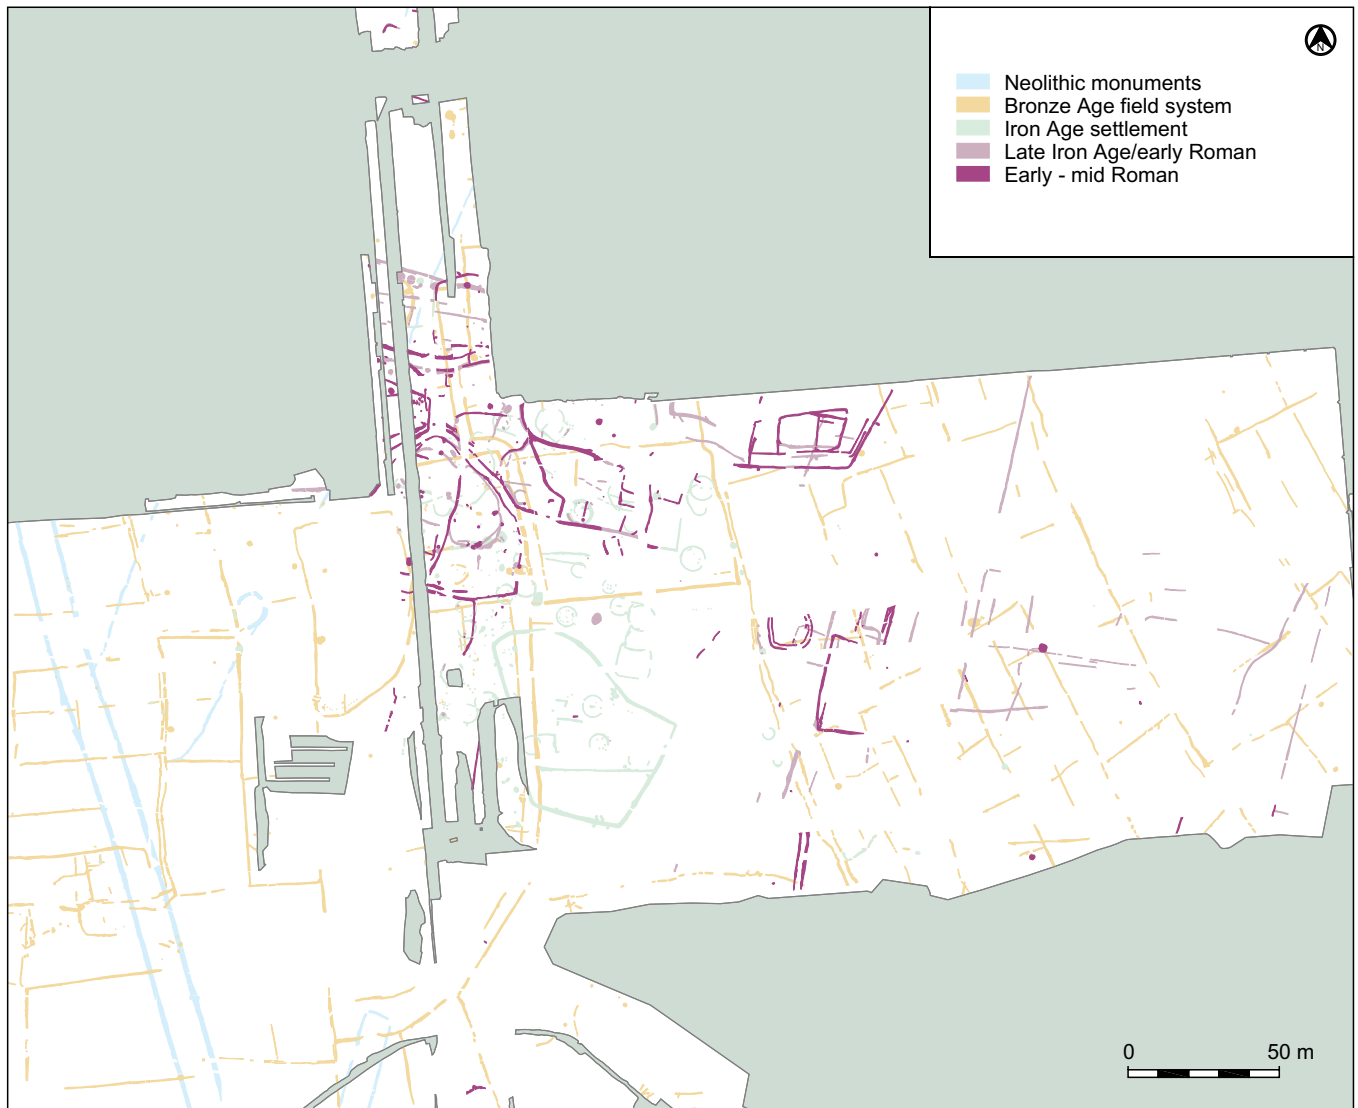 N
Neolithic monuments
Bronze Age field system
Iron Age settlement
Late Iron Age/early Roman
Early - mid Roman
0 50 m